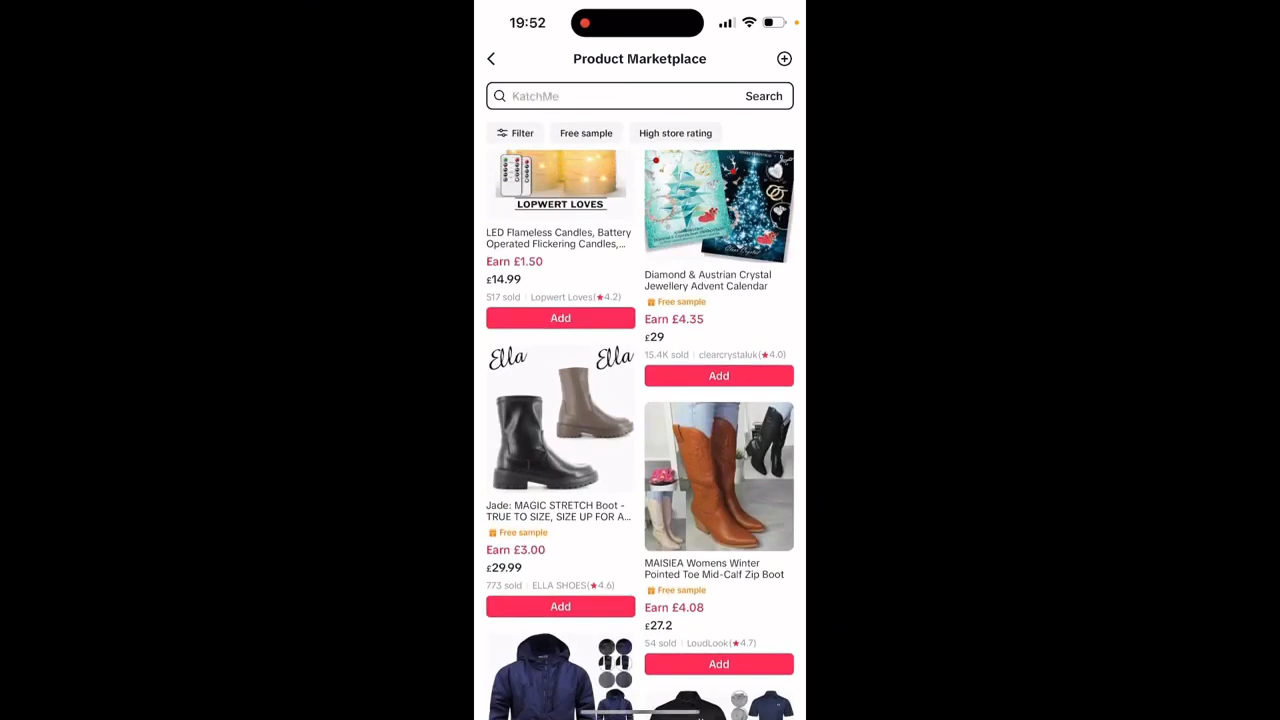 19:52
Product Marketplace
KatchMe
Search
Filter
Free sample
High store rating
LOPWERT LOVES
LED Flameless Candles, Battery
Operated Flickering Candles,...
Earn £1.50
£14.99
517 sold | Lopwert Loves(★4.2)
Add
Ella
Ella
Jade: MAGIC STRETCH Boot -
TRUE TO SIZE, SIZE UP FOR A...
Free sample
Earn £3.00
£29.99
773 sold | ELLA SHOES(★4.6)
Add
Diamond & Austrian Crystal
Jewellery Advent Calendar
Free sample
Earn £4.35
£29
15.4K sold | clearcrystaluk(★4.0)
Add
MAISIEA Womens Winter
Pointed Toe Mid-Calf Zip Boot
Free sample
Earn £4.08
£27.2
54 sold | LoudLook(★4.7)
Add